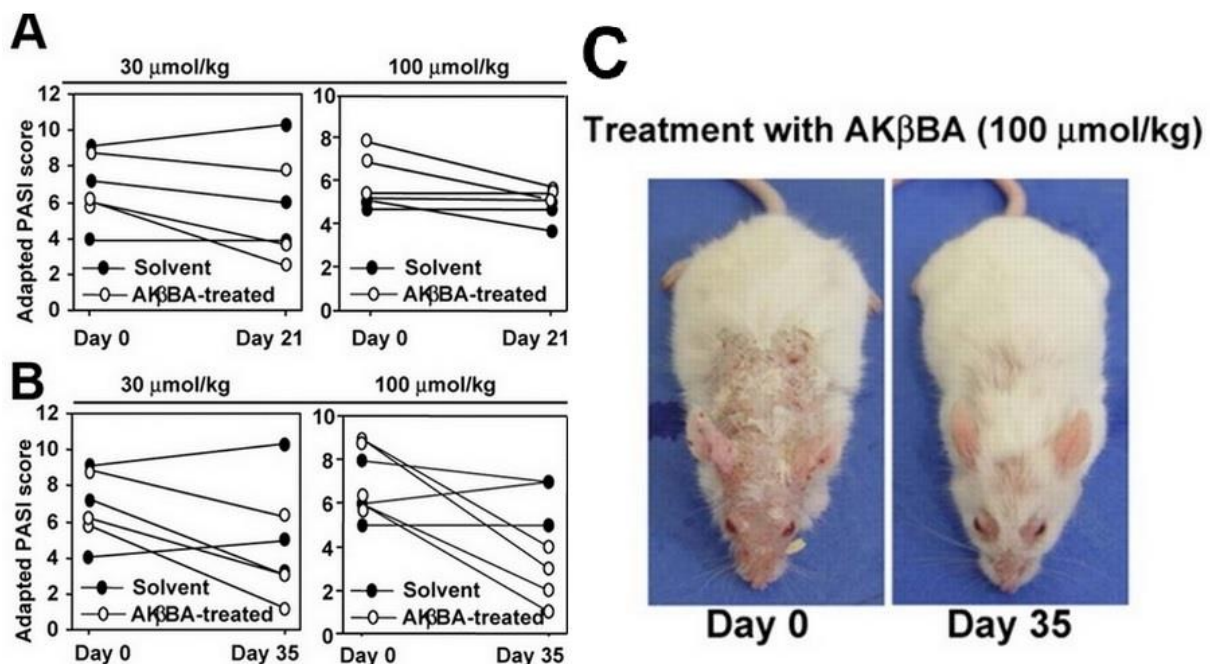 A
30 μmol/kg
100 μmol/kg
Adapted PASI score
12
10
8
6
4
2
0
Solvent
AKβBA-treated
Day 0
Day 21
10
8
6
4
2
0
Solvent
AKβBA-treated
Day 0
Day 21
B
30 μmol/kg
100 μmol/kg
Adapted PASI score
12
10
8
6
4
2
0
Solvent
AKβBA-treated
Day 0
Day 35
10
8
6
4
2
0
Solvent
AKβBA-treated
Day 0
Day 35
C
Treatment with AKβBA (100 μmol/kg)
Day 0
Day 35